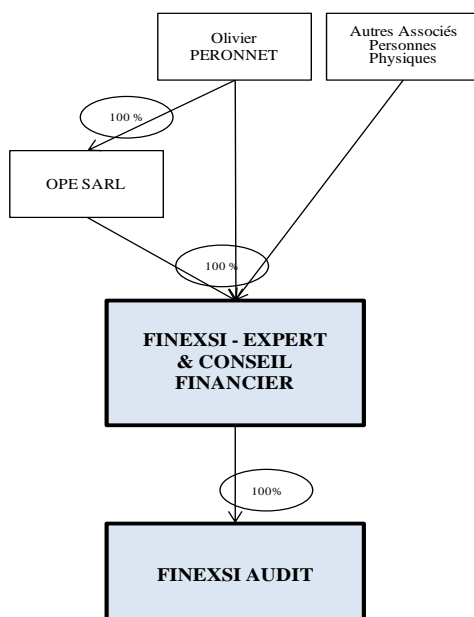 Olivier
PERONNET
Autres Associés
Personnes
Physiques
100 %
OPE SARL
100 %
FINEXSI - EXPERT
& CONSEIL
FINANCIER
100%
FINEXSI AUDIT